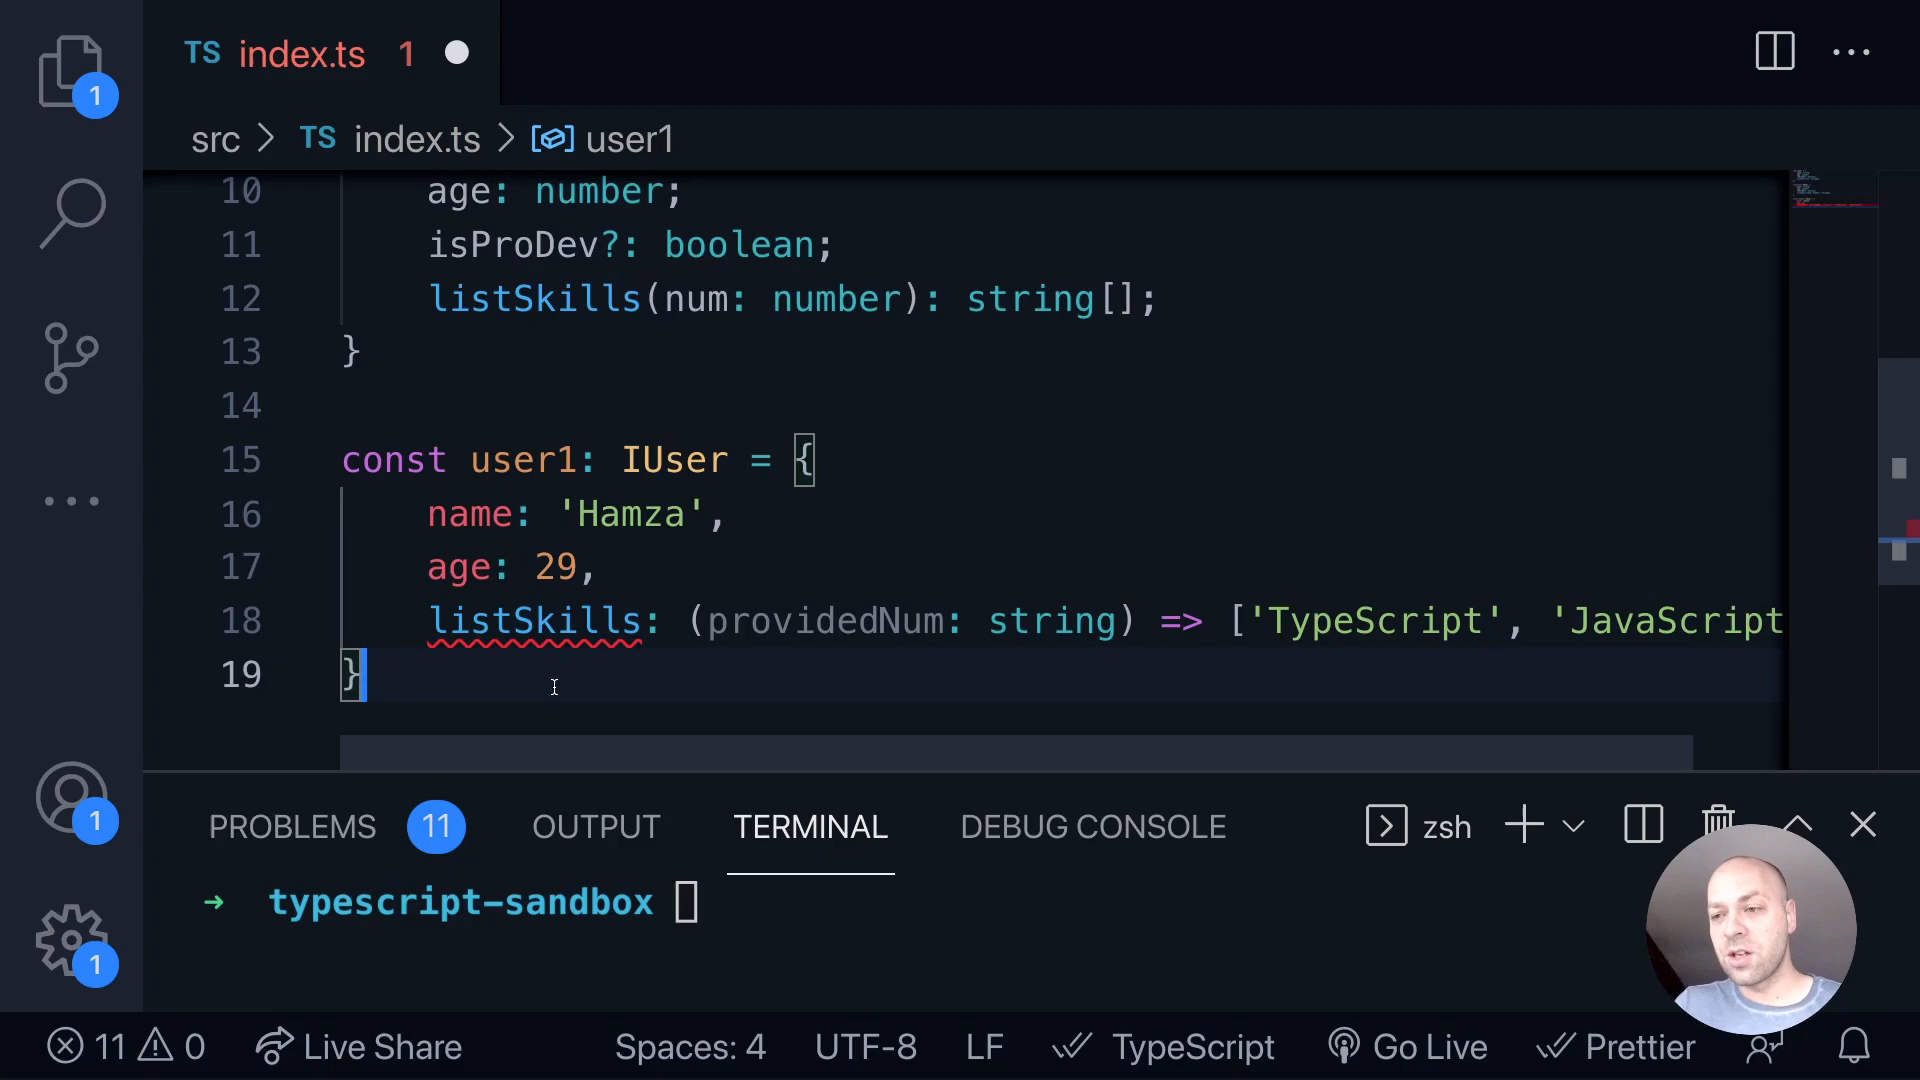 TS index.ts 1
src > TS index.ts > user1
10 age: number;
11 isProDev?: boolean;
12 listSkills(num: number): string[];
13 }
14
15 const user1: IUser = {
16 name: 'Hamza',
17 age: 29,
18 listSkills: (providedNum: string) => ['TypeScript', 'JavaScript
19 }
1
1
1
PROBLEMS 11 OUTPUT TERMINAL DEBUG CONSOLE zsh
→ typescript-sandbox
11 0 Live Share Spaces: 4 UTF-8 LF TypeScript Go Live Prettier